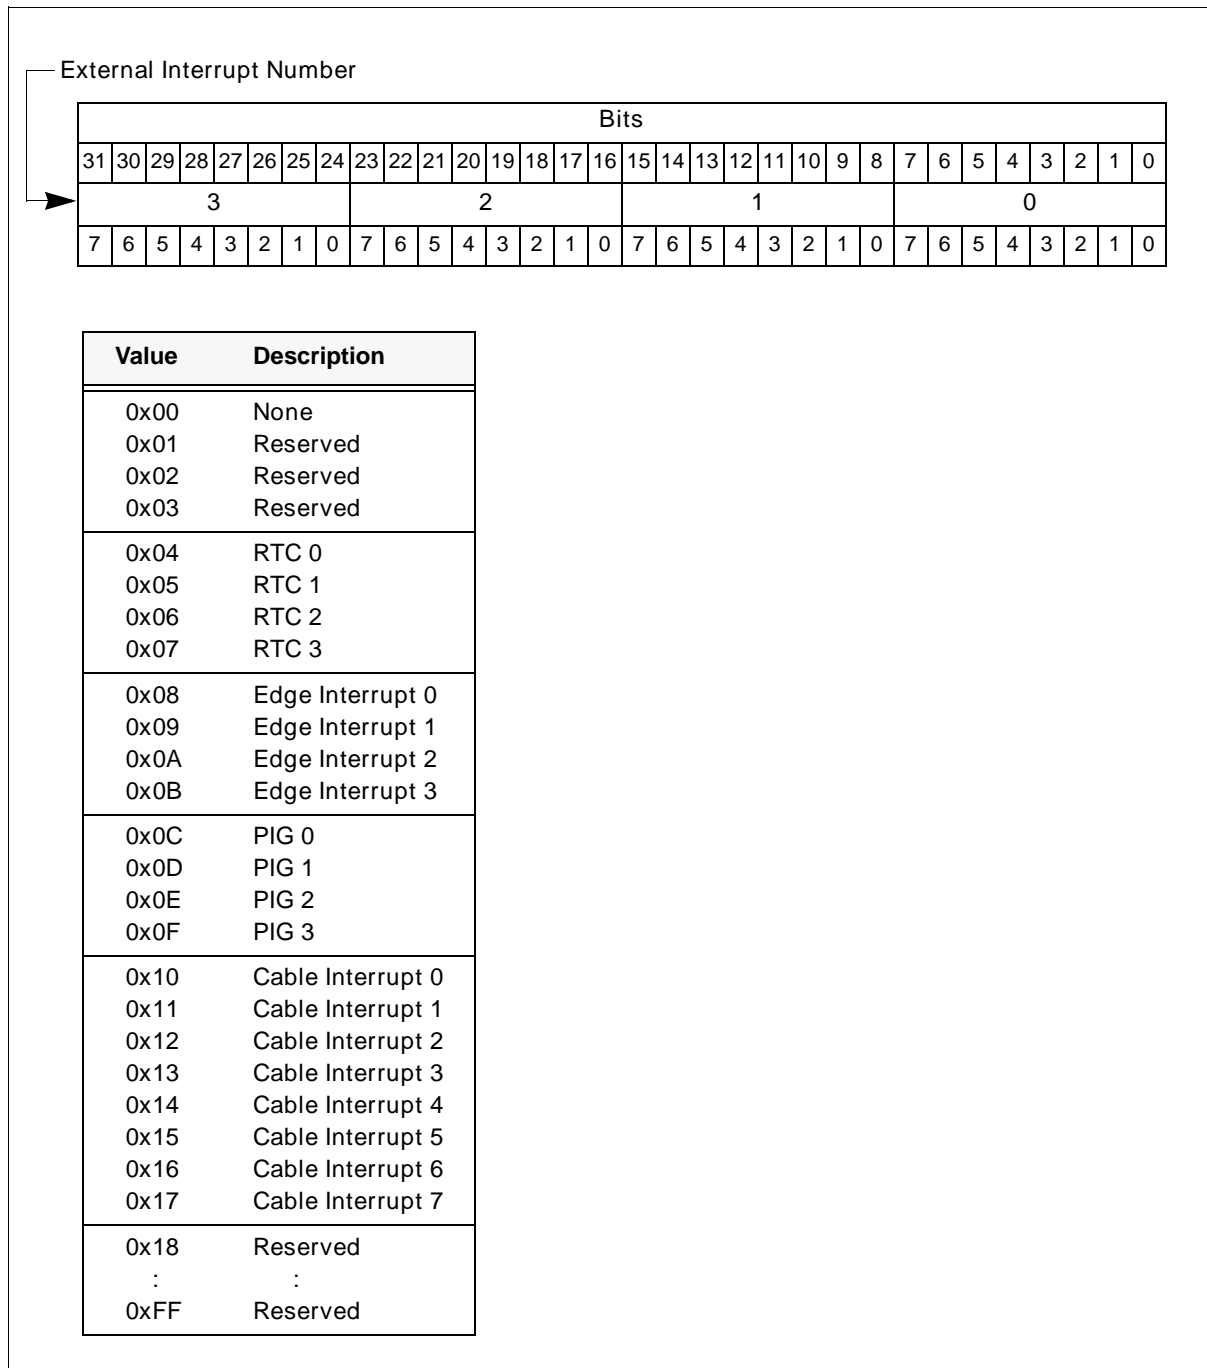 External Interrupt Number
Bits
31 30 29 28 27 26 25 24 23 22 21 20 19 18 17 16 15 14 13 12 11 10 9 8 7 6 5 4 3 2 1 0
3 2 1 0
7 6 5 4 3 2 1 0 7 6 5 4 3 2 1 0 7 6 5 4 3 2 1 0 7 6 5 4 3 2 1 0
Value Description
0x00 None
0x01 Reserved
0x02 Reserved
0x03 Reserved
0x04 RTC 0
0x05 RTC 1
0x06 RTC 2
0x07 RTC 3
0x08 Edge Interrupt 0
0x09 Edge Interrupt 1
0x0A Edge Interrupt 2
0x0B Edge Interrupt 3
0x0C PIG 0
0x0D PIG 1
0x0E PIG 2
0x0F PIG 3
0x10 Cable Interrupt 0
0x11 Cable Interrupt 1
0x12 Cable Interrupt 2
0x13 Cable Interrupt 3
0x14 Cable Interrupt 4
0x15 Cable Interrupt 5
0x16 Cable Interrupt 6
0x17 Cable Interrupt 7
0x18 Reserved
: :
0xFF Reserved